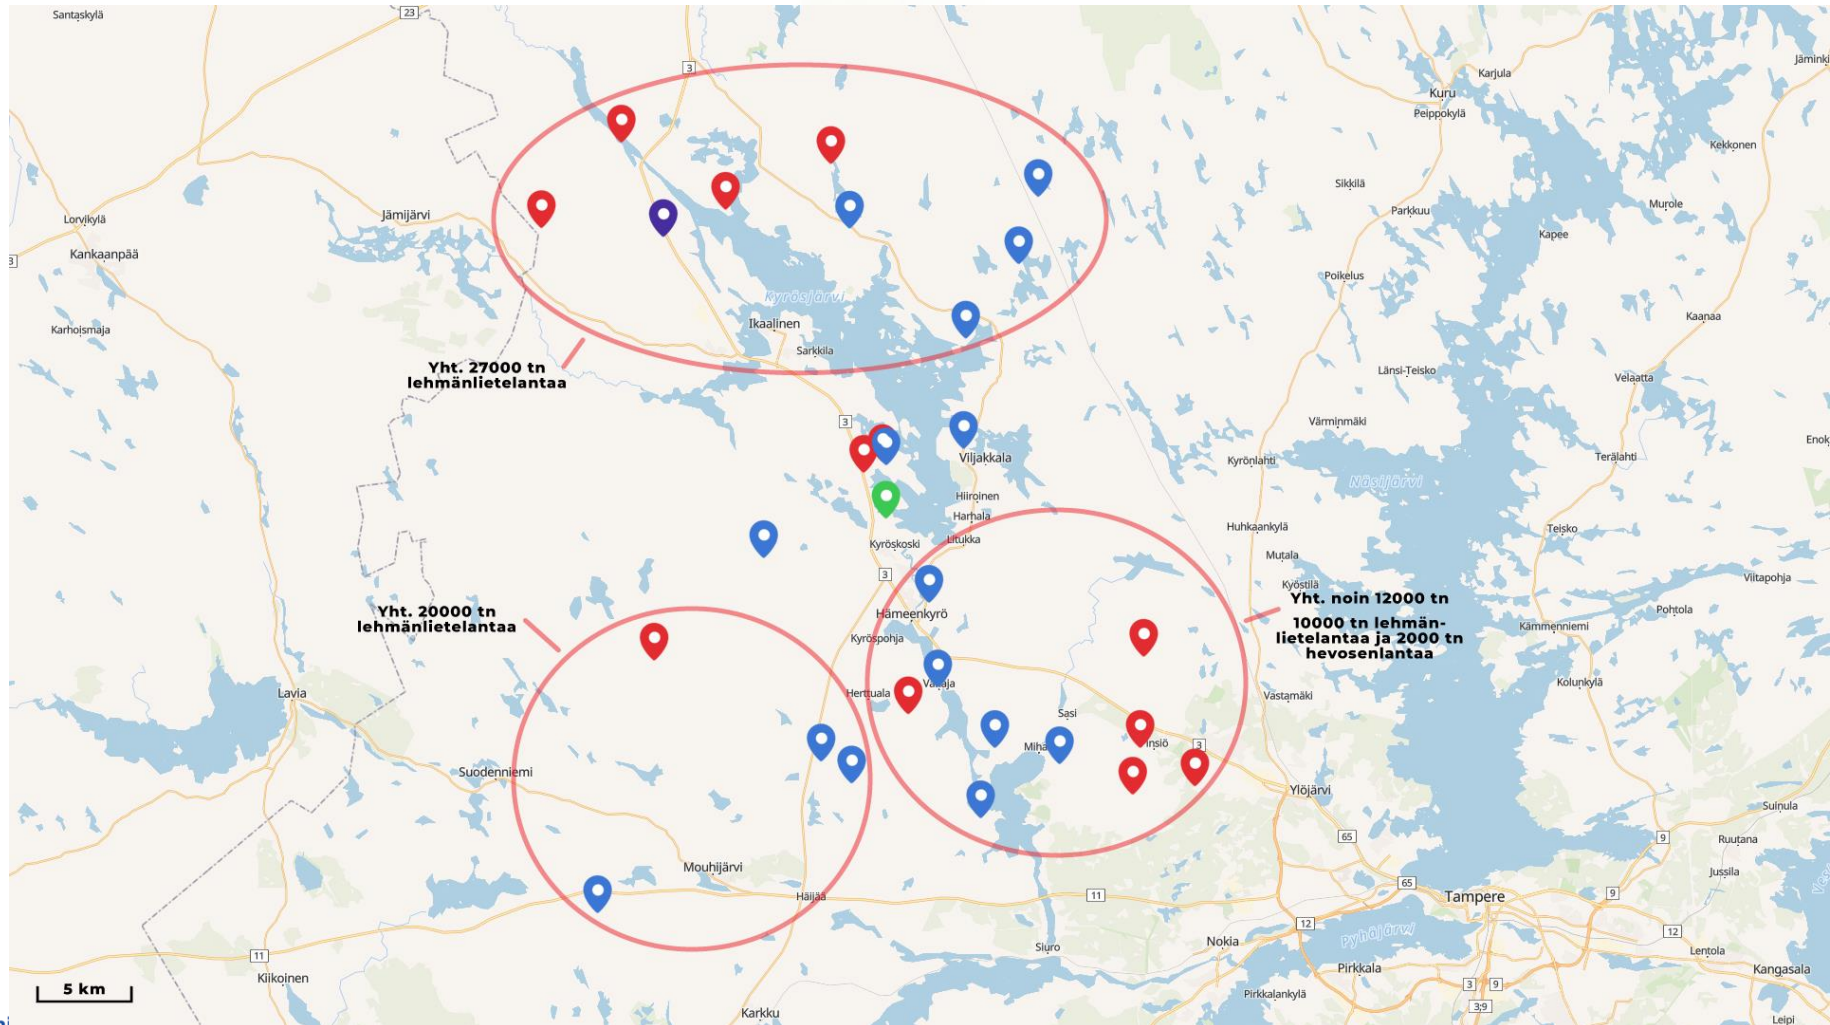 Santaskylä
23
3
Karjula
Jäminki
Kuru
Peippokylä
Kekkonen
Sikkilä
Murole
Lorvikylä
Jämijärvi
Parkkuu
Kapee
Kankaanpää
3
Poikelus
Kyrösjärvi
Karhoismaja
Ikaalinen
Kaanaa
Sarkkila
Yht. 27000 tn
lehmänlietelantaa
Länsi-Teisko
Velaatta
3
Värminmäki
Viljakkala
Kyrönlahti
Terälahti
Näsijärvi
Hiiroinen
Harhala
Huhkaankylä
Teisko
Kyröskoski
Litukka
Mutala
3
Kyöstilä
Viitapohja
Yht. noin 12000 tn
Yht. 20000 tn
lehmänlietelantaa
Hämeenkyrö
Pohtola
10000 tn lehmän-
lietelantaa ja 2000 tn
hevosenlantaa
Kämmenniemi
Kyröspohja
Lavia
Herttuala
Vastamäki
Kolunkylä
Sasi
3
Suodenniemi
Ylöjärvi
Suinula
65
9
Ruutana
Mouhijärvi
Jussila
65
Häijää
11
Tampere
9
12
12
Siuro
Nokia
Pyhäjärvi
Lentola
11
Kiikoinen
Pirkkala
Kangasala
5 km
3
9
Pirkkalankylä
3;9
Karkku
Leipi